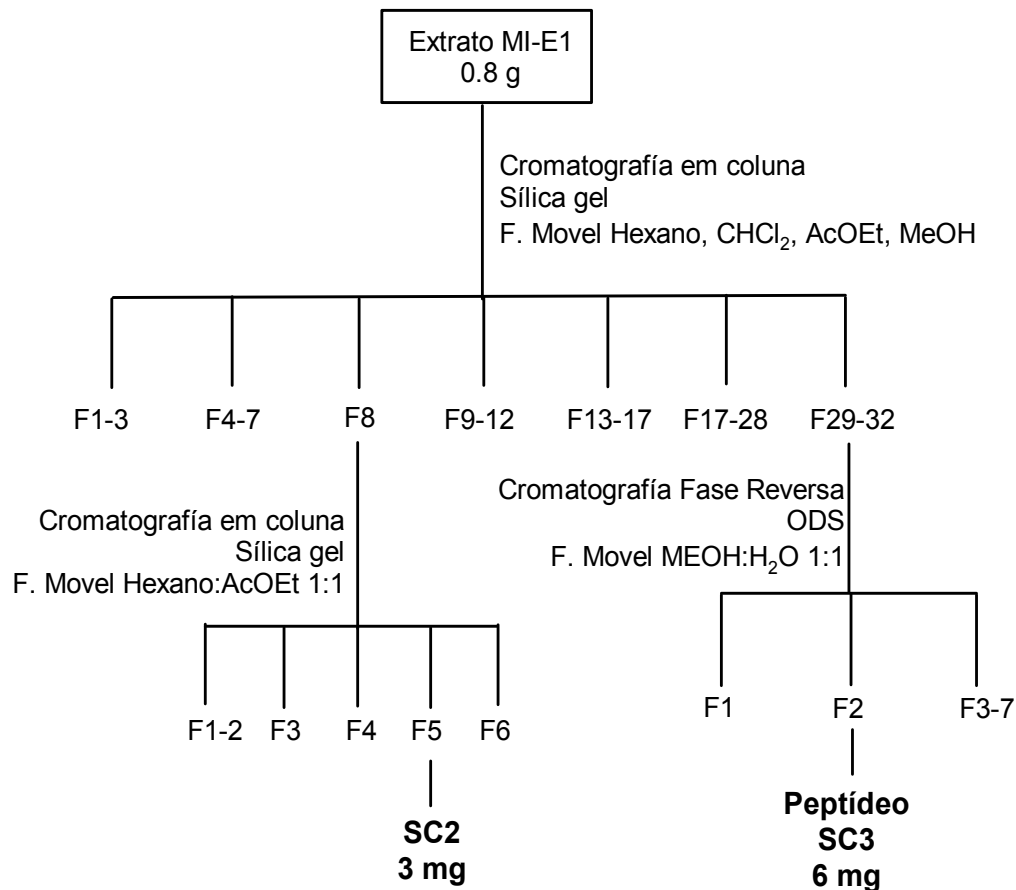 Extrato MI-E1
0.8 g
Cromatografía em coluna
Sílica gel
F. Movel Hexano, CHCl₂, AcOEt, MeOH
F1-3 F4-7 F8 F9-12 F13-17 F17-28 F29-32
Cromatografía em coluna
Sílica gel
F. Movel Hexano:AcOEt 1:1
Cromatografía Fase Reversa
ODS
F. Movel MEOH:H₂O 1:1
F1-2 F3 F4 F5 F6
SC2
3 mg
F1 F2 F3-7
Peptídeo
SC3
6 mg